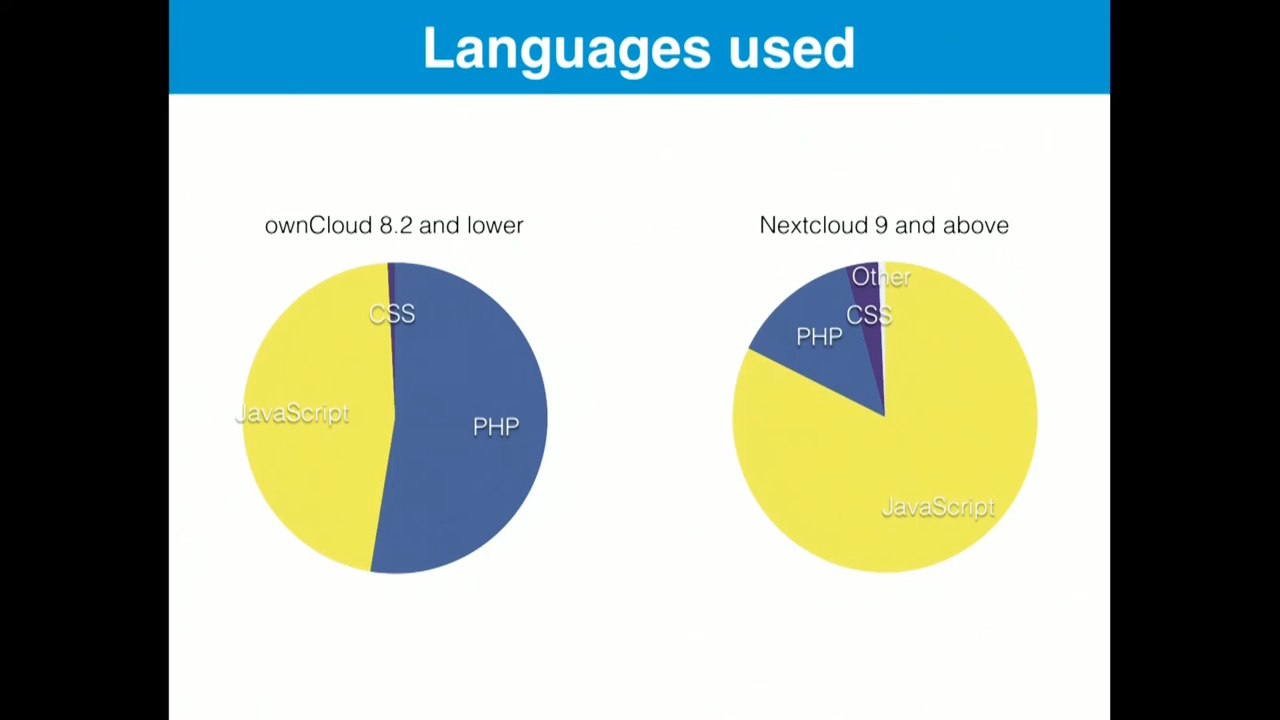 Languages used
ownCloud 8.2 and lower
CSS
JavaScript
PHP
Nextcloud 9 and above
Other
CSS
PHP
JavaScript